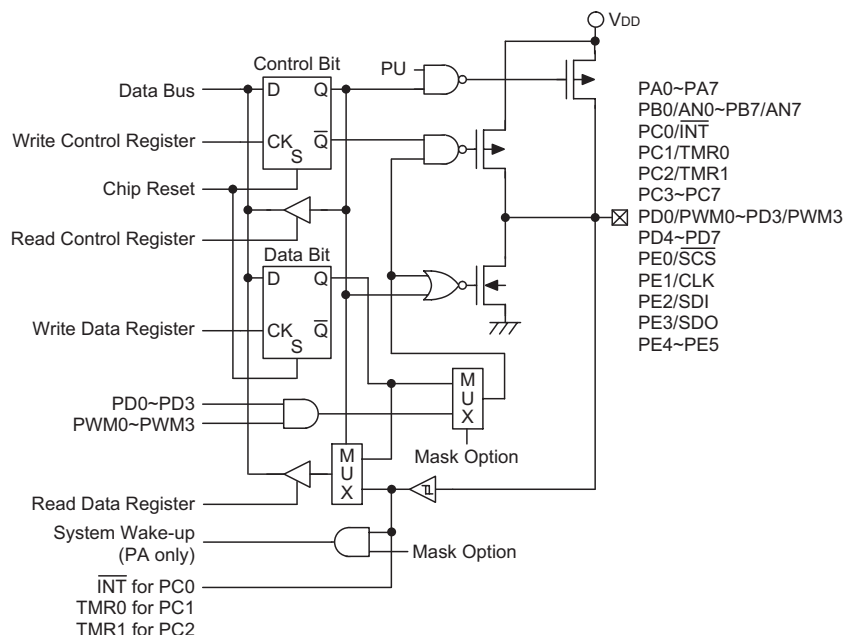 VDD
Control Bit
PU
Data Bus
D Q
Write Control Register
CK Q̅
S
Chip Reset
Read Control Register
Data Bit
D Q
Write Data Register
CK Q̅
S
PD0~PD3
PWM0~PWM3
M
U
X
Mask Option
M
U
X
Read Data Register
System Wake-up
(PA only)
Mask Option
I̅N̅T̅ for PC0
TMR0 for PC1
TMR1 for PC2
PA0~PA7
PB0/AN0~PB7/AN7
PC0/I̅N̅T̅
PC1/TMR0
PC2/TMR1
PC3~PC7
PD0/PWM0~PD3/PWM3
PD4~PD7
PE0/S̅C̅S̅
PE1/CLK
PE2/SDI
PE3/SDO
PE4~PE5